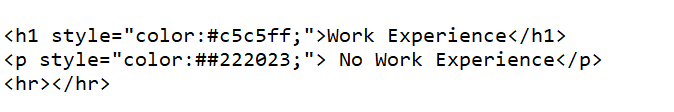 <h1 style="color:#c5c5ff;">Work Experience</h1>
<p style="color:##222023;"> No Work Experience</p>
<hr></hr>